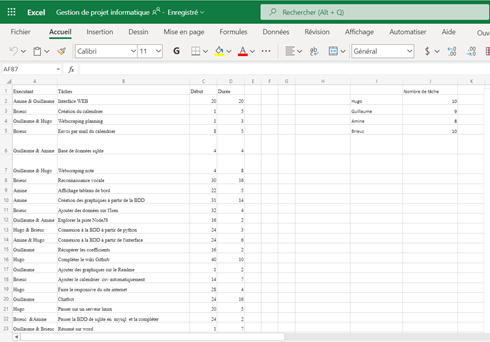 Excel Gestion de projet informatique - Enregistré Rechercher (Alt + Q)
Fichier Accueil Insertion Dessin Mise en page Formules Données Révision Affichage Automatiser Aide
Calibri 11 G A Général $
AF87 fx
A B C D E F G H I J K
1 Executant Tâches Début Durée Nombre de tâche
2 Amine & Guillaume Interface WEB 20 20 Hugo 10
3 Brieuc Création du calendrier 1 5 Guillaume 9
4 Guillaume & Hugo Webscraping planning 1 3 Amine 8
5 Brieuc Envoi par mail du calendrier 8 5 Brieuc 10
6 Guillaume & Amine Base de données sqlite 4 4
7 Guillaume & Hugo Webscraping note 4 8
8 Brieuc Reconnaissance vocale 30 16
9 Amine Affichage tableau de bord 22 5
10 Amine Création des graphiques à partir de la BDD 31 14
11 Brieuc Ajouter des données sur l'Isen 32 4
12 Guillaume & Amine Explorer la piste NodeJS 16 2
13 Hugo & Brieuc Connexion à la BDD à partir de python 24 3
14 Amine & Hugo Connexion à la BDD à partir de l'interface 24 6
15 Guillaume Récupérer les coefficients 16 2
16 Hugo Compléter le wiki Github 40 10
17 Guillaume Ajouter des graphiques sur le Readme 1 2
18 Brieuc Ajouter le calendrier .csv automatiquement 14 7
19 Hugo Faire le responsive du site internet 28 4
20 Guillaume Chatbot 24 16
21 Hugo Passer sur un serveur linux 20 5
22 Brieuc &Amine Passer la BDD de sqlite en mysql et la compléter 24 2
23 Guillaume & Brieuc Résumé sur word 1 7